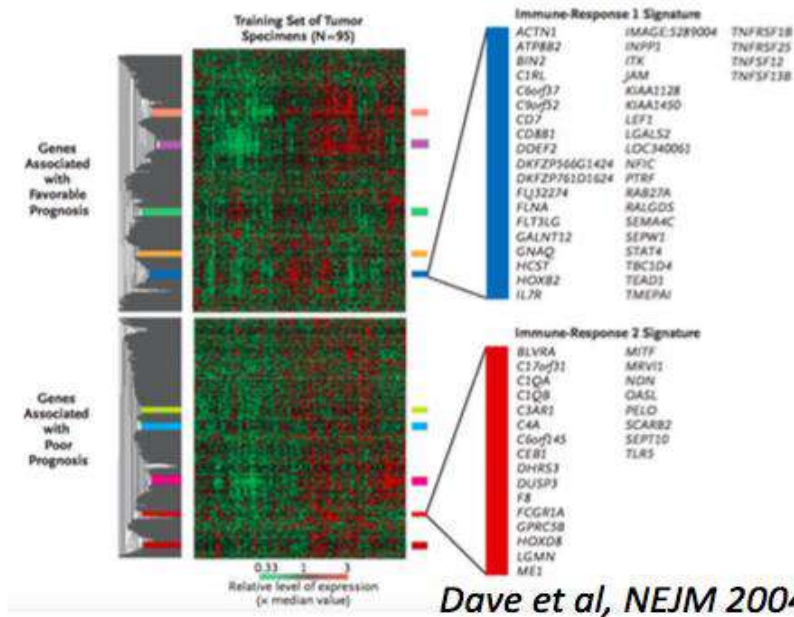 Training Set of Tumor
Specimens (N=95)
Genes
Associated
with
Favorable
Prognosis
Genes
Associated
with
Poor
Prognosis
0.33 1 3
Relative level of expression
(× median value)
Immune-Response 1 Signature
ACTN1 IMAGE:5289004 TNFRSF1B
ATP8B2 INPP1 TNFRSF25
BIN2 ITK TNFSF12
C1RL JAM TNFSF13B
C6orf37 KIAA1128
C9orf52 KIAA1450
CD7 LEF1
CD8B1 LGALS2
DDEF2 LOC340061
DKFZP566G1424 NFIC
DKFZP761D1624 PTRF
FLJ32274 RAB27A
FLNA RALGDS
FLT3LG SEMA4C
GALNT12 SEPW1
GNAQ STAT4
HCST TBC1D4
HOXB2 TEAD1
IL7R TMEPAI
Immune-Response 2 Signature
BLVRA MITF
C17orf31 MRVI1
C1QA NDN
C1QB OASL
C3AR1 PELO
C4A SCARB2
C6orf145 SEPT10
CEB1 TLR5
DHRS3
DUSP3
F8
FCGR1A
GPRC5B
HOXD8
LGMN
ME1
Dave et al, NEJM 2004